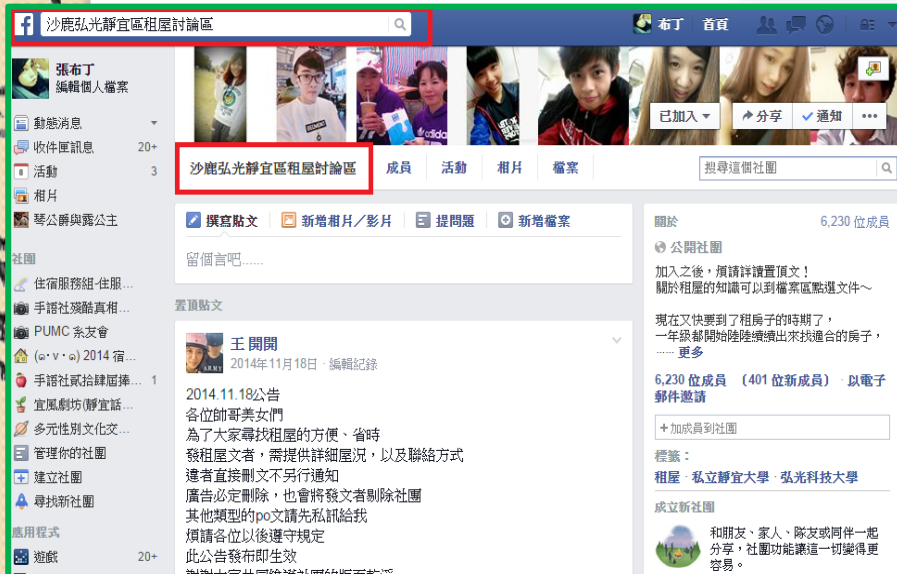 沙鹿弘光靜宜區租屋討論區
布丁 首頁
張布丁
編輯個人檔案
動態消息
收件匣訊息 20+
活動 3
相片
琴公爵與露公主
社團
住宿服務組-住服...
手語社殘酷真相...
PUMC 系友會
2014 宿...
手語社貳拾肆屆捧... 1
宜風劇坊(靜宜話...
多元性別文化交...
管理你的社團
建立社團
尋找新社團
應用程式
遊戲 20+
已加入 分享 通知 ...
沙鹿弘光靜宜區租屋討論區 成員 活動 相片 檔案
搜尋這個社團
撰寫貼文 新增相片／影片 提問題 新增檔案
留個言吧......
置頂貼文
王 開開
2014年11月18日 · 編輯紀錄
2014.11.18公告
各位帥哥美女們
為了大家尋找租屋的方便、省時
發租屋文者，需提供詳細屋況，以及聯絡方式
違者直接刪文不另行通知
廣告必定刪除，也會將發文者剔除社團
其他類型的po文請先私訊給我
煩請各位以後遵守規定
此公告發布即生效
謝謝大家共同維護社團的版面乾淨
關於 6,230 位成員
公開社團
加入之後，煩請詳讀置頂文！
關於租屋的知識可以到檔案區點選文件～
現在又快要到了租房子的時期了，
一年級都開始陸陸續續出來找適合的房子，
...... 更多
6,230 位成員 （401 位新成員） · 以電子
郵件邀請
+加成員到社團
標籤：
租屋 · 私立靜宜大學 · 弘光科技大學
成立新社團
和朋友、家人、隊友或同伴一起
分享，社團功能讓這一切變得更
容易。